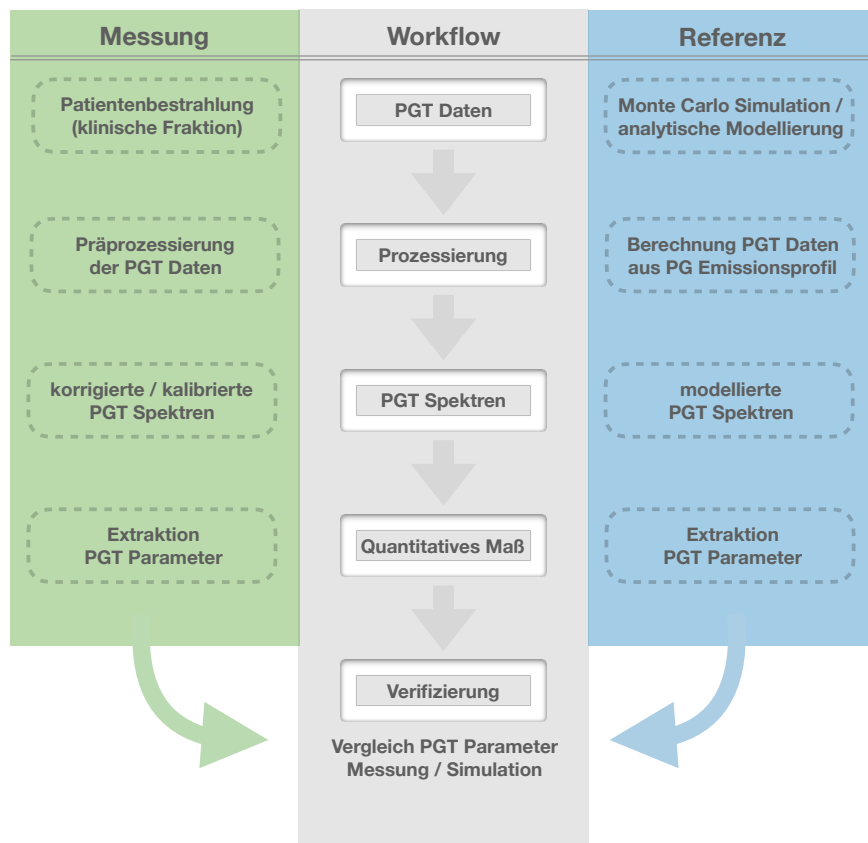 Messung
Workflow
Referenz
Patientenbestrahlung
(klinische Fraktion)
PGT Daten
Monte Carlo Simulation /
analytische Modellierung
Präprozessierung
der PGT Daten
Prozessierung
Berechnung PGT Daten
aus PG Emissionsprofil
korrigierte / kalibrierte
PGT Spektren
PGT Spektren
modellierte
PGT Spektren
Extraktion
PGT Parameter
Quantitatives Maß
Extraktion
PGT Parameter
Verifizierung
Vergleich PGT Parameter
Messung / Simulation